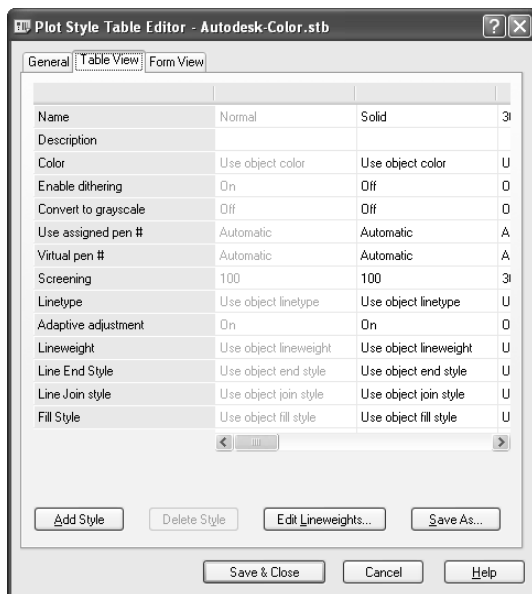 Plot Style Table Editor - Autodesk-Color.stb
General Table View Form View
Name Normal Solid 3
Description
Color Use object color Use object color U
Enable dithering On Off O
Convert to grayscale Off Off O
Use assigned pen # Automatic Automatic A
Virtual pen # Automatic Automatic A
Screening 100 100 3
Linetype Use object linetype Use object linetype U
Adaptive adjustment On On O
Lineweight Use object lineweight Use object lineweight U
Line End Style Use object end style Use object end style U
Line Join style Use object join style Use object join style U
Fill Style Use object fill style Use object fill style U
Add Style Delete Style Edit Lineweights... Save As...
Save & Close Cancel Help